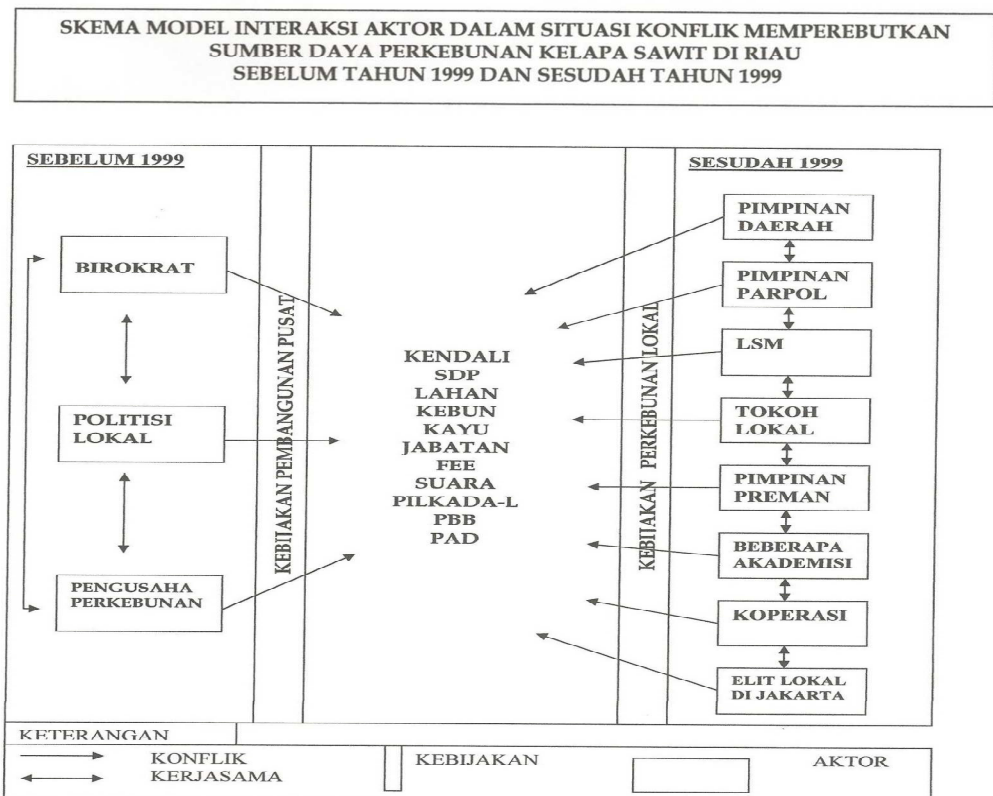 SKEMA MODEL INTERAKSI AKTOR DALAM SITUASI KONFLIK MEMPEREBUTKAN
SUMBER DAYA PERKEBUNAN KELAPA SAWIT DI RIAU
SEBELUM TAHUN 1999 DAN SESUDAH TAHUN 1999
SEBELUM 1999
BIROKRAT
POLITISI
LOKAL
PENGUSAHA
PERKEBUNAN
KEBIJAKAN PEMBANGUNAN PUSAT
KENDALI
SDP
LAHAN
KEBUN
KAYU
JABATAN
FEE
SUARA
PILKADA-L
PBB
PAD
KEBIJAKAN PERKEBUNAN LOKAL
SESUDAH 1999
PIMPINAN
DAERAH
PIMPINAN
PARPOL
LSM
TOKOH
LOKAL
PIMPINAN
PREMAN
BEBERAPA
AKADEMISI
KOPERASI
ELIT LOKAL
DI JAKARTA
KETERANGAN
KONFLIK
KERJASAMA
KEBIJAKAN
AKTOR